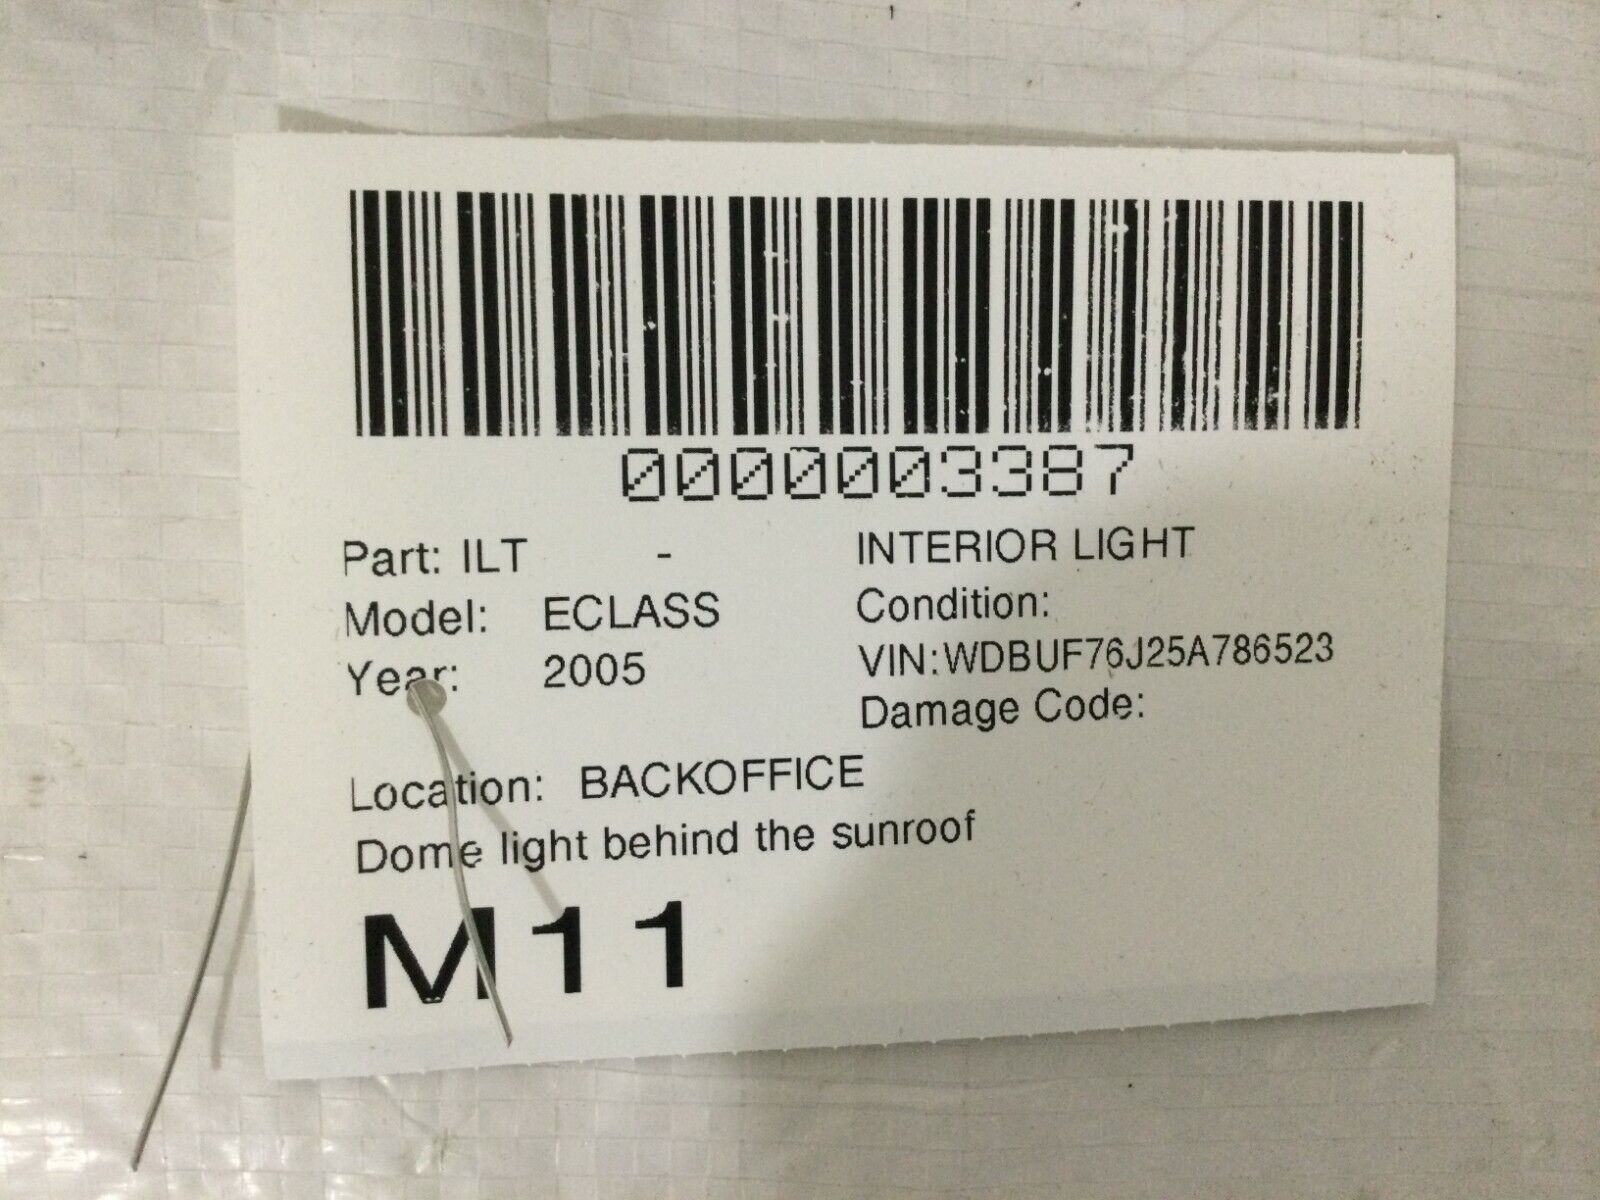 0000003387
Part: ILT - INTERIOR LIGHT
Model: ECLASS Condition:
Year: 2005 VIN:WDBUF76J25A786523
Damage Code:
Location: BACKOFFICE
Dome light behind the sunroof
M11